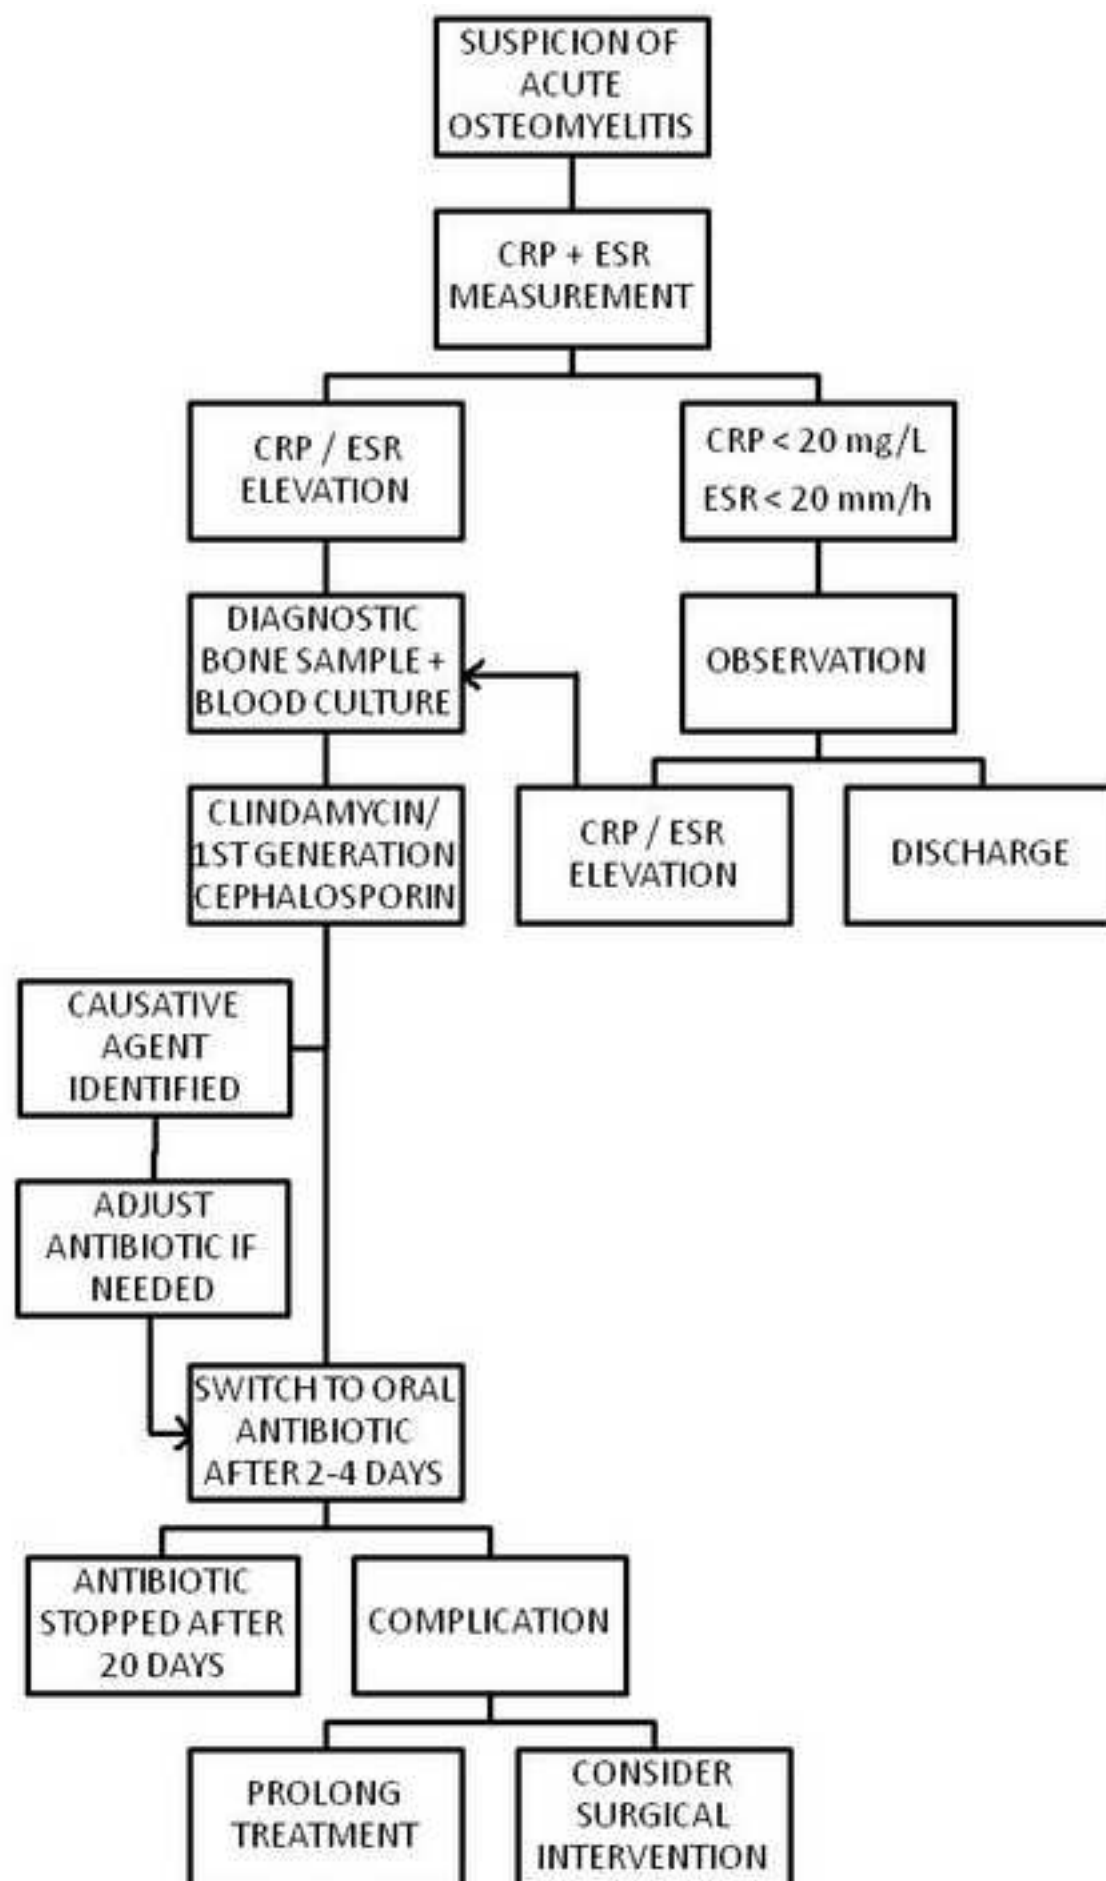 SUSPICION OF
ACUTE
OSTEOMYELITIS
CRP + ESR
MEASUREMENT
CRP / ESR
ELEVATION
CRP < 20 mg/L
ESR < 20 mm/h
DIAGNOSTIC
BONE SAMPLE +
BLOOD CULTURE
OBSERVATION
CLINDAMYCIN/
1ST GENERATION
CEPHALOSPORIN
CRP / ESR
ELEVATION
DISCHARGE
CAUSATIVE
AGENT
IDENTIFIED
ADJUST
ANTIBIOTIC IF
NEEDED
SWITCH TO ORAL
ANTIBIOTIC
AFTER 2-4 DAYS
ANTIBIOTIC
STOPPED AFTER
20 DAYS
COMPLICATION
PROLONG
TREATMENT
CONSIDER
SURGICAL
INTERVENTION